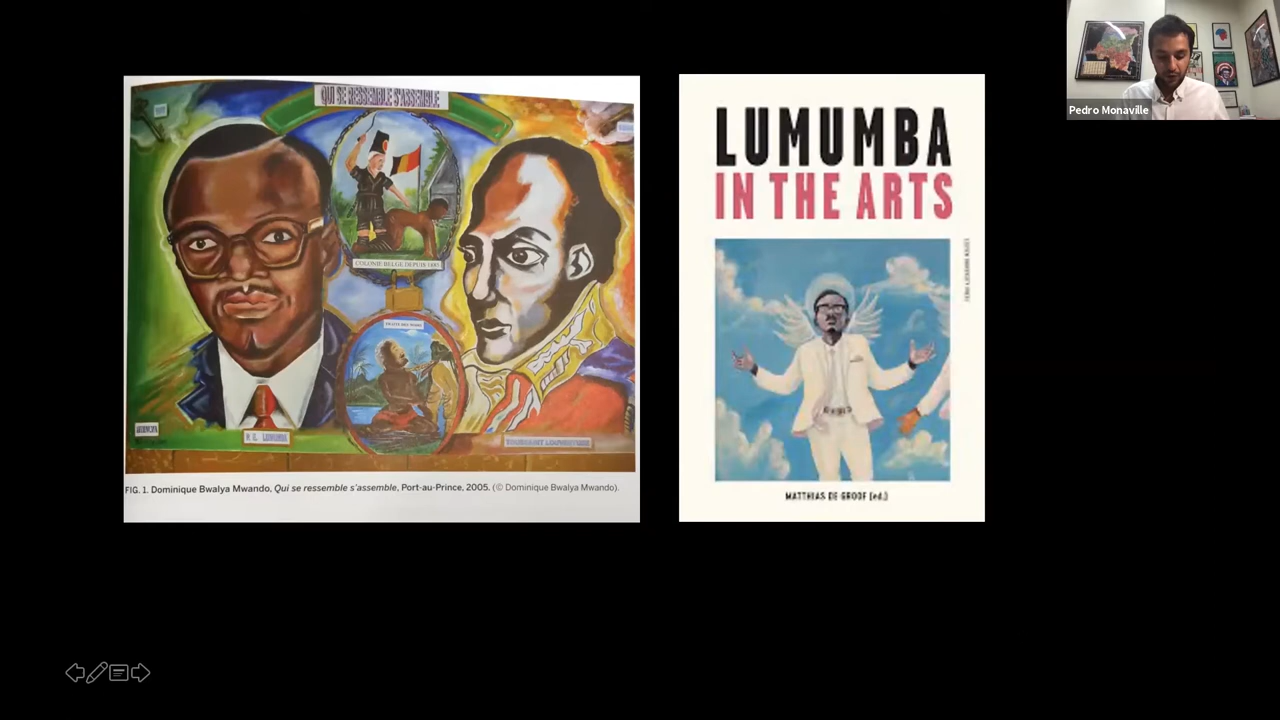 QUI SE RESSEMBLE S'ASSEMBLE
COLONIE BELGE DEPUIS 1885
P. E. LUMUMBA
TOUSSAINT LOUVERTURE
FIG. 1. Dominique Bwalya Mwando, Qui se ressemble s'assemble, Port-au-Prince, 2005. (© Dominique Bwalya Mwando).
LUMUMBA
IN THE ARTS
MATTHIAS DE GROOF (ed.)
Pedro Monaville